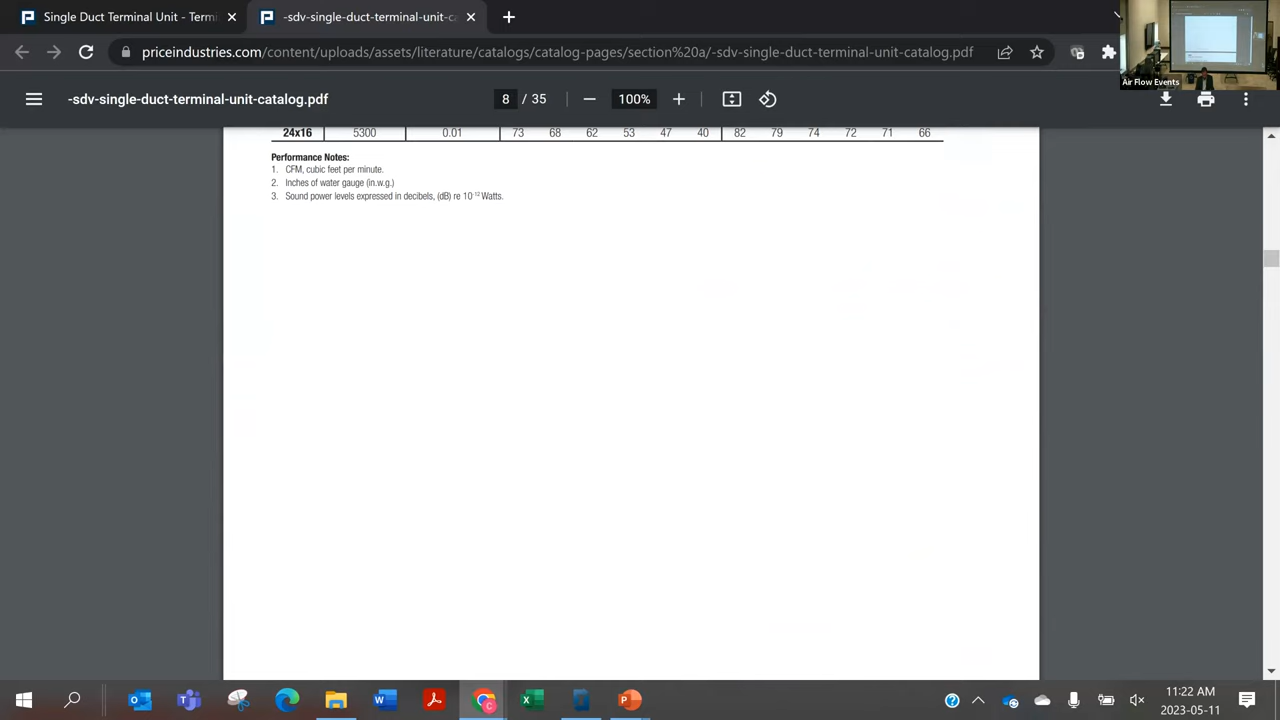 Single Duct Termin
-sdv-single-duct-terminal-unit-ca
priceindustries.com/content/uploads/assets/literature/catalogs/catalog-pages/section%20a/-sdv-single-duct-terminal-unit-catalog.pdf
Air Flow Events
-sdv-single-duct-terminal-unit-catalog.pdf
8 / 35
100%
24x16 5300 0.01 73 68 62 53 47 40 82 79 74 72 71 66
Performance Notes:
1. CFM, cubic feet per minute.
2. Inches of water gauge (in.w.g.)
3. Sound power levels expressed in decibels, (dB) re 10⁻¹² Watts.
11:22 AM
2023-05-11